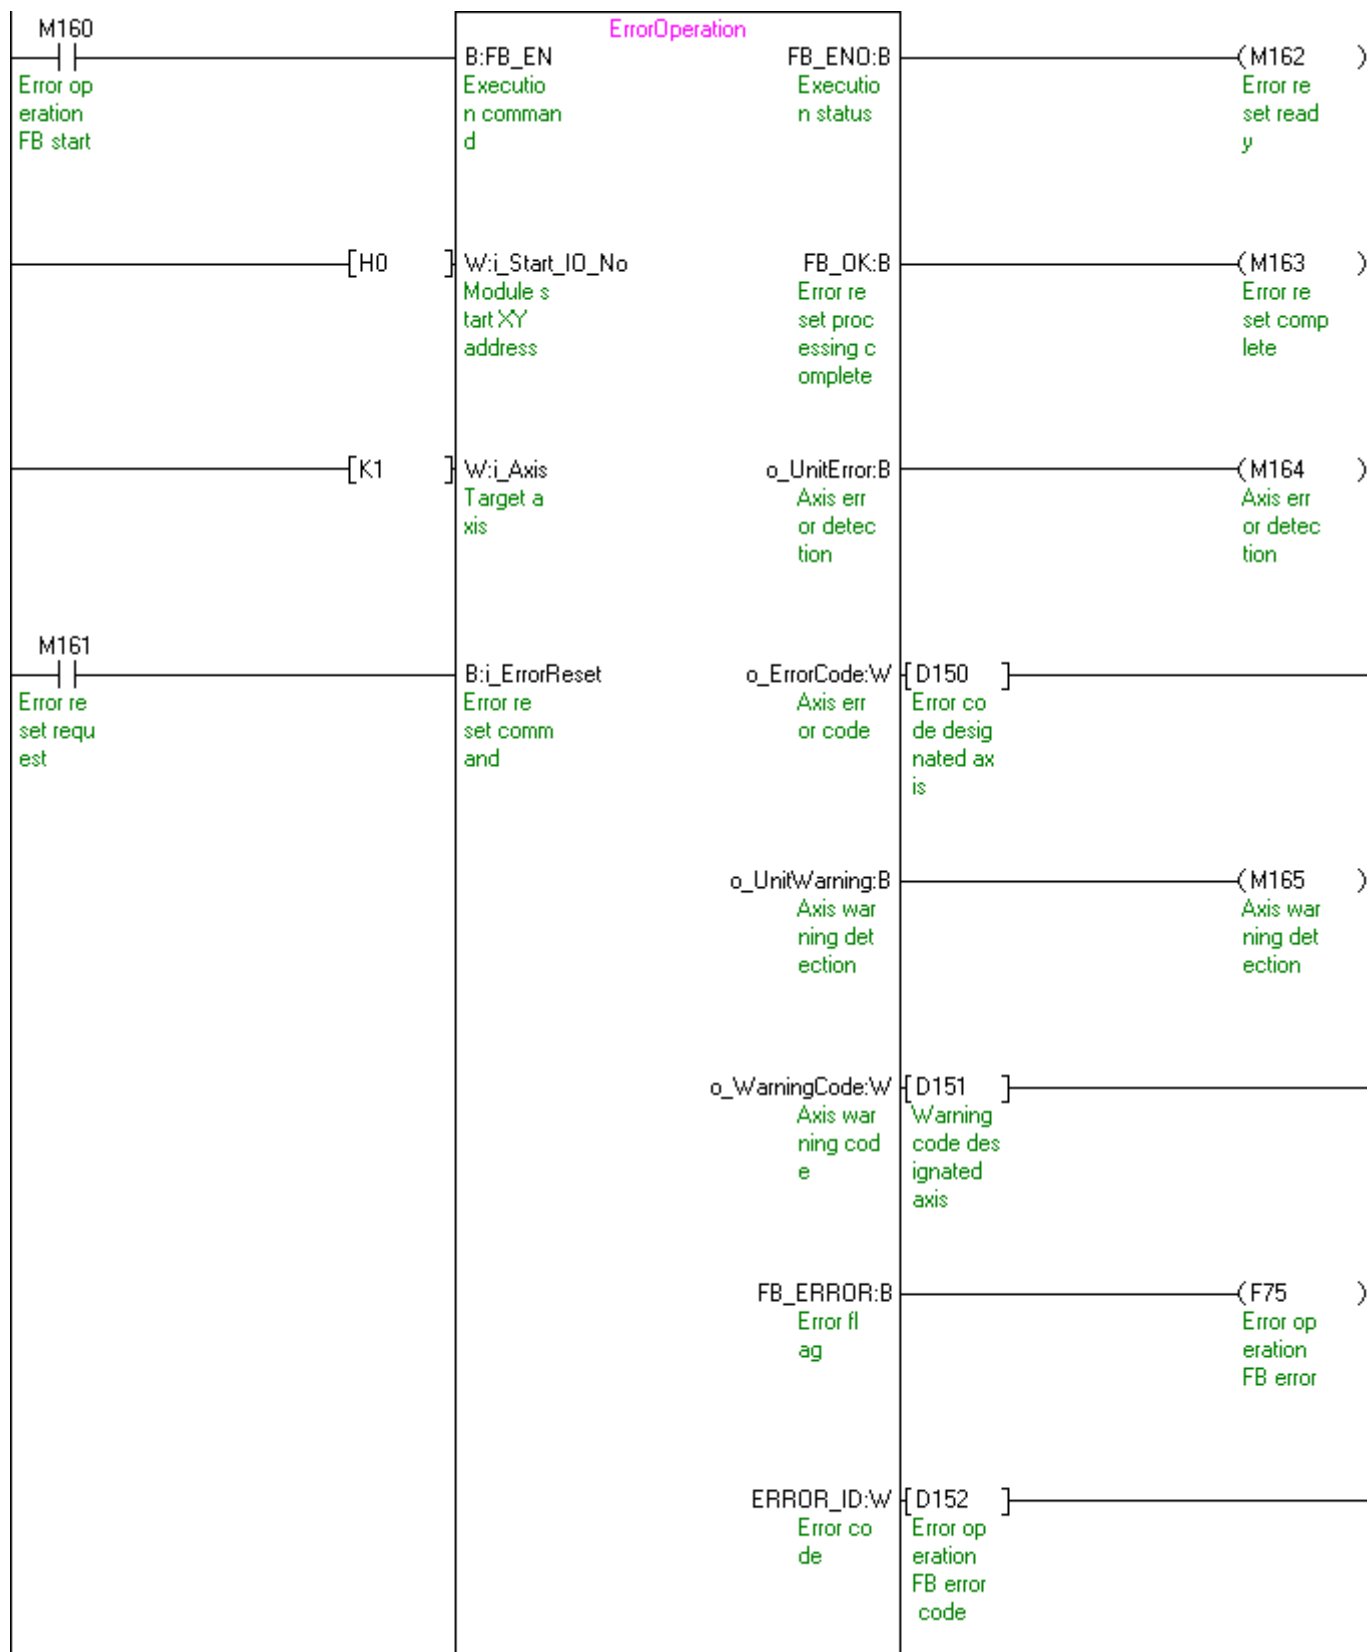 ErrorOperation
M160
B:FB_EN
FB_ENO:B
(M162 )
Error op
eration
FB start
Executio
n comman
d
Executio
n status
Error re
set read
y
[H0 ]
W:i_Start_IO_No
FB_OK:B
(M163 )
Module s
tart XY
address
Error re
set proc
essing c
omplete
Error re
set comp
lete
[K1 ]
W:i_Axis
o_UnitError:B
(M164 )
Target a
xis
Axis err
or detec
tion
Axis err
or detec
tion
M161
B:i_ErrorReset
o_ErrorCode:W
[D150 ]
Error re
set requ
est
Error re
set comm
and
Axis err
or code
Error co
de desig
nated ax
is
o_UnitWarning:B
(M165 )
Axis war
ning det
ection
Axis war
ning det
ection
o_WarningCode:W
[D151 ]
Axis war
ning cod
e
Warning
code des
ignated
axis
FB_ERROR:B
(F75 )
Error fl
ag
Error op
eration
FB error
ERROR_ID:W
[D152 ]
Error co
de
Error op
eration
FB error
code